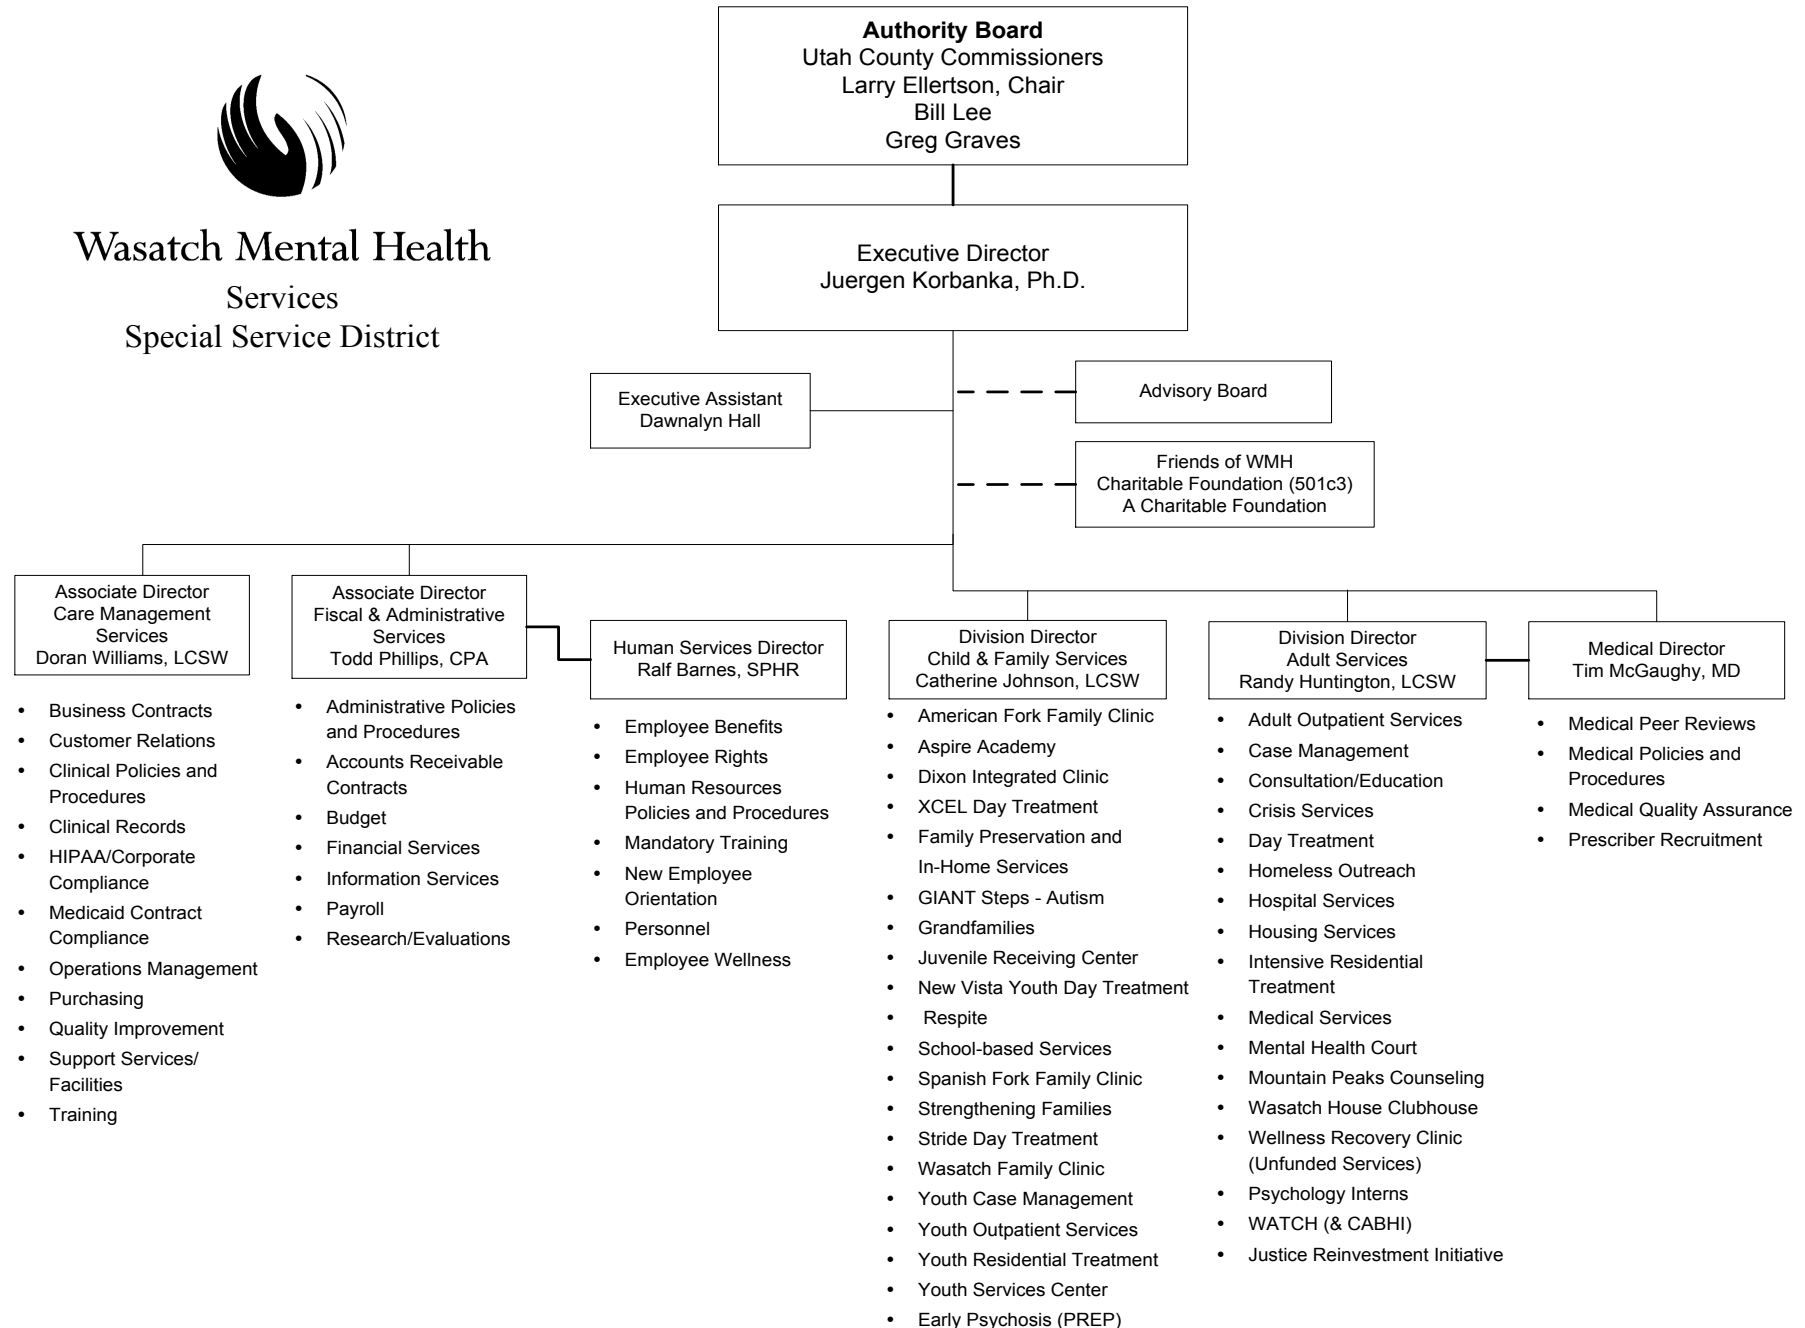 Authority Board
Utah County Commissioners
Larry Ellertson, Chair
Bill Lee
Greg Graves
Wasatch Mental Health
Services
Special Service District
Executive Director
Juergen Korbanka, Ph.D.
Executive Assistant
Dawnalyn Hall
Advisory Board
Friends of WMH
Charitable Foundation (501c3)
A Charitable Foundation
Associate Director
Care Management
Services
Doran Williams, LCSW
• Business Contracts
• Customer Relations
• Clinical Policies and
Procedures
• Clinical Records
• HIPAA/Corporate
Compliance
• Medicaid Contract
Compliance
• Operations Management
• Purchasing
• Quality Improvement
• Support Services/
Facilities
• Training
Associate Director
Fiscal & Administrative
Services
Todd Phillips, CPA
• Administrative Policies
and Procedures
• Accounts Receivable
Contracts
• Budget
• Financial Services
• Information Services
• Payroll
• Research/Evaluations
Human Services Director
Ralf Barnes, SPHR
• Employee Benefits
• Employee Rights
• Human Resources
Policies and Procedures
• Mandatory Training
• New Employee
Orientation
• Personnel
• Employee Wellness
Division Director
Child & Family Services
Catherine Johnson, LCSW
• American Fork Family Clinic
• Aspire Academy
• Dixon Integrated Clinic
• XCEL Day Treatment
• Family Preservation and
In-Home Services
• GIANT Steps - Autism
• Grandfamilies
• Juvenile Receiving Center
• New Vista Youth Day Treatment
• Respite
• School-based Services
• Spanish Fork Family Clinic
• Strengthening Families
• Stride Day Treatment
• Wasatch Family Clinic
• Youth Case Management
• Youth Outpatient Services
• Youth Residential Treatment
• Youth Services Center
• Early Psychosis (PREP)
Division Director
Adult Services
Randy Huntington, LCSW
• Adult Outpatient Services
• Case Management
• Consultation/Education
• Crisis Services
• Day Treatment
• Homeless Outreach
• Hospital Services
• Housing Services
• Intensive Residential
Treatment
• Medical Services
• Mental Health Court
• Mountain Peaks Counseling
• Wasatch House Clubhouse
• Wellness Recovery Clinic
(Unfunded Services)
• Psychology Interns
• WATCH (& CABHI)
• Justice Reinvestment Initiative
Medical Director
Tim McGaughy, MD
• Medical Peer Reviews
• Medical Policies and
Procedures
• Medical Quality Assurance
• Prescriber Recruitment